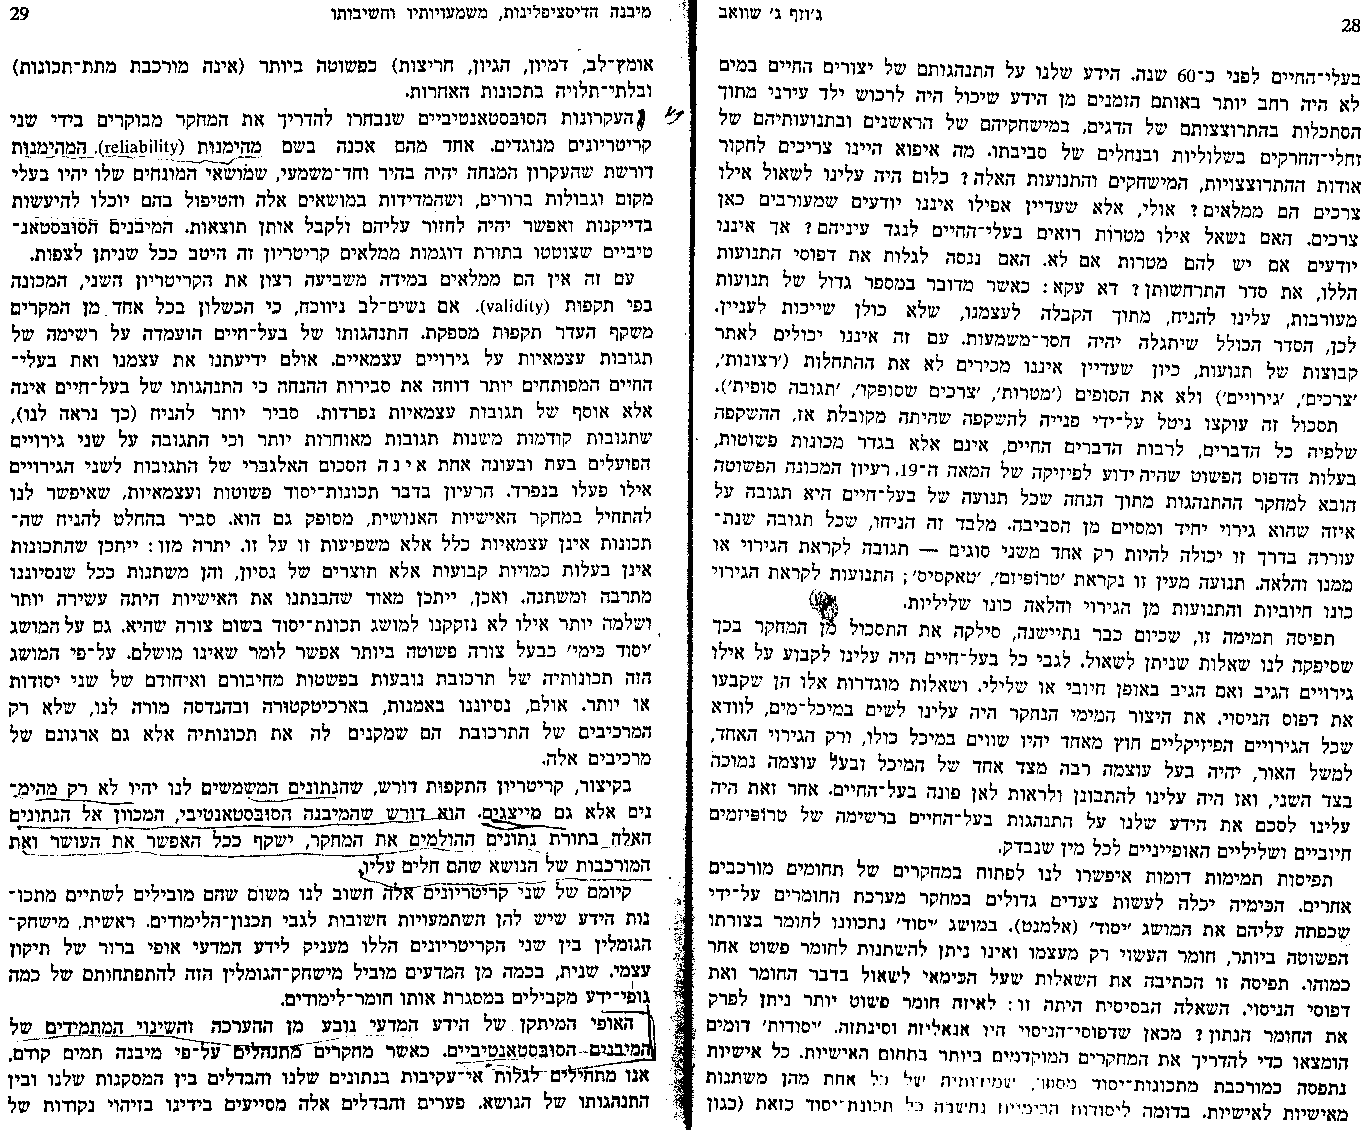 ג׳וזף ג׳ שוואב
28
בעלי־החיים לפני כ־60 שנה. הידע שלנו על התנהגותם של יצורים החיים במים
לא היה רחב יותר באותם הזמנים מן הידע שיכול היה לרכוש ילד עירני מתוך
הסתכלות בהתרוצצותם של הדגים, במישחקיהם של הראשנים ובתנועותיהם של
זחלי־החרקים בשלוליות ובנחלים של סביבתו. מה איפוא היינו צריכים לחקור
אודות ההתרוצצויות, המישחקים והתנועות האלה? כלום היה עלינו לשאול אילו
צרכים הם ממלאים? אולי, אלא שעדיין אפילו איננו יודעים שמעורבים כאן
צרכים. האם נשאל אילו מטרות רואים בעלי־החיים לנגד עיניהם? אך איננו
יודעים אם יש להם מטרות אם לא. האם ננסה לגלות את דפוסי התנועות
הללו, את סדר התרחשותן? דא עקא: כאשר מדובר במספר גדול של תנועות
מעורבות, עלינו להניח, מתוך הקבלה לעצמנו, שלא כולן שייכות לעניין.
לכן, הסדר הכולל שיתגלה יהיה חסר־משמעות. עם זה איננו יכולים לאתר
קבוצות של תנועות, כיון שעדיין איננו מכירים לא את ההתחלות (׳רצונות׳,
׳צרכים׳, ׳גירויים׳) ולא את הסופים (׳מטרות׳, ׳צרכים שסופקו׳, ׳תגובה סופית׳).
תסכול זה עוקצו ניטל על־ידי פנייה להשקפה שהיתה מקובלת אז, ההשקפה
שלפיה כל הדברים, לרבות הדברים החיים, אינם אלא בגדר מכונות פשוטות,
בעלות הדפוס הפשוט שהיה ידוע לפיזיקה של המאה ה־19. רעיון המכונה הפשוטה
הובא למחקר ההתנהגות מתוך הנחה שכל תנועה של בעל־חיים היא תגובה על
איזה שהוא גירוי יחיד ומסוים מן הסביבה. מלבד זה הניחו, שכל תגובה שנת־
עוררה בדרך זו יכולה להיות רק אחד משני סוגים — תגובה לקראת הגירוי או
ממנו והלאה. תנועה מעין זו נקראת ׳טרופיזם׳, ׳טאקסיס׳; התנועות לקראת הגירוי
כונו חיוביות והתנועות מן הגירוי והלאה כונו שליליות.
תפיסה תמימה זו, שכיום כבר נתיישנה, סילקה את התסכול מן המחקר בכך
שסיפקה לנו שאלות שניתן לשאול. לגבי כל בעל־חיים היה עלינו לקבוע על אילו
גירויים הגיב ואם הגיב באופן חיובי או שלילי. ושאלות מוגדרות אלו הן שקבעו
את דפוס הניסוי. את היצור המימי הנחקר היה עלינו לשים במיכל־מים, לוודא
שכל הגירויים הפיזיקליים חוץ מאחד יהיו שווים במיכל כולו, ורק הגירוי האחד,
למשל האור, יהיה בעל עוצמה רבה מצד אחד של המיכל ובעל עוצמה נמוכה
בצד השני, ואז היה עלינו להתבונן ולראות לאן פונה בעל־החיים. אחר זאת היה
עלינו לסכם את הידע שלנו על התנהגות בעל־החיים ברשימה של טרופיזמים
חיוביים ושליליים האופייניים לכל מין שנבדק.
תפיסות תמימות דומות איפשרו לנו לפתוח במחקרים של תחומים מורכבים
אחרים. הכימיה יכלה לעשות צעדים גדולים במחקר מערכת החומרים על־ידי
שכפתה עליהם את המושג ׳יסוד׳ (אלמנט). במושג ׳יסוד׳ נתכוונו לחומר בצורתו
הפשוטה ביותר, חומר העשוי רק מעצמו ואינו ניתן להשתנות לחומר פשוט אחר
כמוהו. תפיסה זו הכתיבה את השאלות שעל הכימאי לשאול בדבר החומר ואת
דפוסי הניסוי. השאלה הבסיסית היתה זו: לאיזה חומר פשוט יותר ניתן לפרק
את החומר הנתון? מכאן שדפוסי־הניסוי היו אנאליזה וסינתזה. ׳יסודות׳ דומים
הומצאו כדי להדריך את המחקרים המוקדמים ביותר בתחום האישיות. כל אישיות
נתפסה כמורכבת מתכונות־יסוד מספר, שמידותיה של כל אחת מהן משתנות
מאישיות לאישיות. בדומה ליסודות הכימיים נחשבה כל תכונת־יסוד כזאת (כגון
מיבנה הדיסציפלינות, משמעויותיו וחשיבותו
29
אומץ־לב, דמיון, הגיון, חריצות) כפשוטה ביותר (אינה מורכבת מתת־תכונות)
ובלתי־תלויה בתכונות האחרות.
העקרונות הסובסטאנטיביים שנבחרו להדריך את המחקר מבוקרים בידי שני
קריטריונים מנוגדים. אחד מהם אכנה בשם מהימנות (reliability). המהימנות
דורשת שהעקרון המנחה יהיה בהיר וחד־משמעי, שמושאי המונחים שלו יהיו בעלי
מקום וגבולות ברורים, ושהמדידות במושאים אלה והטיפול בהם יוכלו להיעשות
בדייקנות ואפשר יהיה לחזור עליהם ולקבל אותן תוצאות. המיבנים הסובסטאנ־
טיביים שצוטטו בתורת דוגמות ממלאים קריטריון זה היטב ככל שניתן לצפות.
עם זה אין הם ממלאים במידה משביעה רצון את הקריטריון השני, המכונה
בפי תקפות (validity). אם נשים־לב ניווכח, כי הכשלון בכל אחד מן המקרים
משקף העדר תקפות מספקת. התנהגותו של בעל־חיים הועמדה על רשימה של
תגובות עצמאיות על גירויים עצמאיים. אולם ידיעתנו את עצמנו ואת בעלי־
החיים המפותחים יותר דוחה את סבירות ההנחה כי התנהגותו של בעל־חיים אינה
אלא אוסף של תגובות עצמאיות נפרדות. סביר יותר להניח (כך נראה לנו),
שתגובות קודמות משנות תגובות מאוחרות יותר וכי התגובה על שני גירויים
הפועלים בעת ובעונה אחת אינה הסכום האלגברי של התגובות לשני הגירויים
אילו פעלו בנפרד. הרעיון בדבר תכונות־יסוד פשוטות ועצמאיות, שאיפשר לנו
להתחיל במחקר האישיות האנושית, מסופק גם הוא. סביר בהחלט להניח שה־
תכונות אינן עצמאיות כלל אלא משפיעות זו על זו. יתרה מזו: ייתכן שהתכונות
אינן בעלות כמויות קבועות אלא תוצרים של נסיון, והן משתנות ככל שנסיוננו
מתרבה ומשתנה. ואכן, ייתכן מאוד שהבנתנו את האישיות היתה עשירה יותר
ושלמה יותר אילו לא נזקקנו למושג תכונת־יסוד בשום צורה שהיא. גם על המושג
׳יסוד כימי׳ כבעל צורה פשוטה ביותר אפשר לומר שאינו מושלם. על־פי המושג
הזה תכונותיה של תרכובת נובעות בפשטות מחיבורם ואיחודם של שני יסודות
או יותר. אולם, נסיוננו באמנות, בארכיטקטורה ובהנדסה מורה לנו, שלא רק
המרכיבים של התרכובת הם שמקנים לה את תכונותיה אלא גם ארגונם של
מרכיבים אלה.
בקיצור, קריטריון התקפות דורש, שהנתונים המשמשים לנו יהיו לא רק מהימ־
נים אלא גם מייצגים. הוא דורש שהמיבנה הסובסטאנטיבי, המכוון אל הנתונים
האלה בתורת נתונים ההולמים את המחקר, ישקף ככל האפשר את העושר ואת
המורכבות של הנושא שהם חלים עליו.
קיומם של שני קריטריונים אלה חשוב לנו משום שהם מובילים לשתיים מתכו־
נות הידע שיש להן השתמעויות חשובות לגבי תכנון־הלימודים. ראשית, מישחק־
הגומלין בין שני הקריטריונים הללו מעניק לידע המדעי אופי ברור של תיקון
עצמי. שנית, בכמה מן המדעים מוביל מישחק־הגומלין הזה להתפתחותם של כמה
גופי־ידע מקבילים במסגרת אותו חומר־לימודים.
האופי המיתקן של הידע המדעי נובע מן ההערכה והשינוי המתמידים של
המיבנים הסובסטאנטיביים. כאשר מחקרים מתנהלים על־פי מיבנה תמים קודם,
אנו מתחילים לגלות אי־עקיבות בנתונים שלנו והבדלים בין המסקנות שלנו ובין
התנהגותו של הנושא. פערים והבדלים אלה מסייעים בידינו בזיהוי נקודות של